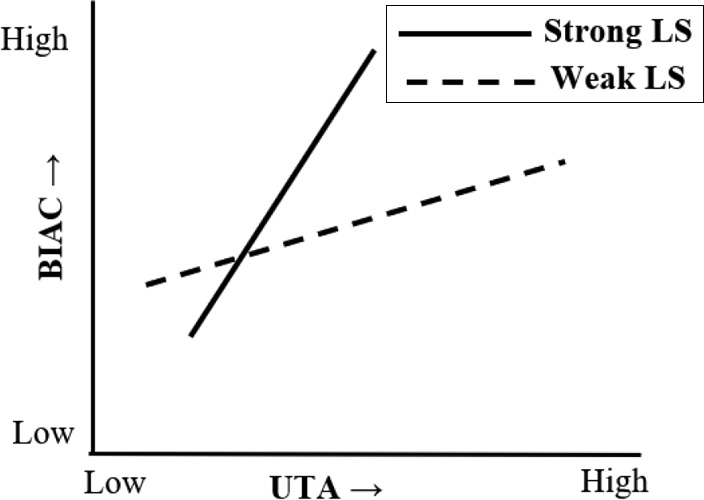 Strong LS
Weak LS
High
BIAC →
Low
Low
UTA →
High